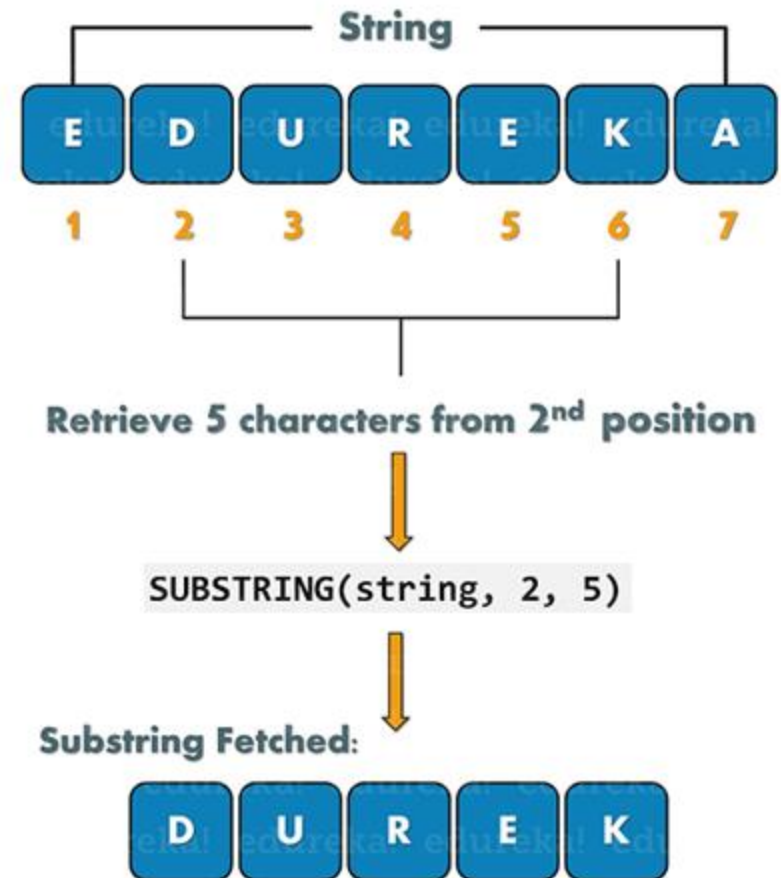 String
E D U R E K A
1 2 3 4 5 6 7
Retrieve 5 characters from 2nd position
SUBSTRING(string, 2, 5)
Substring Fetched:
D U R E K